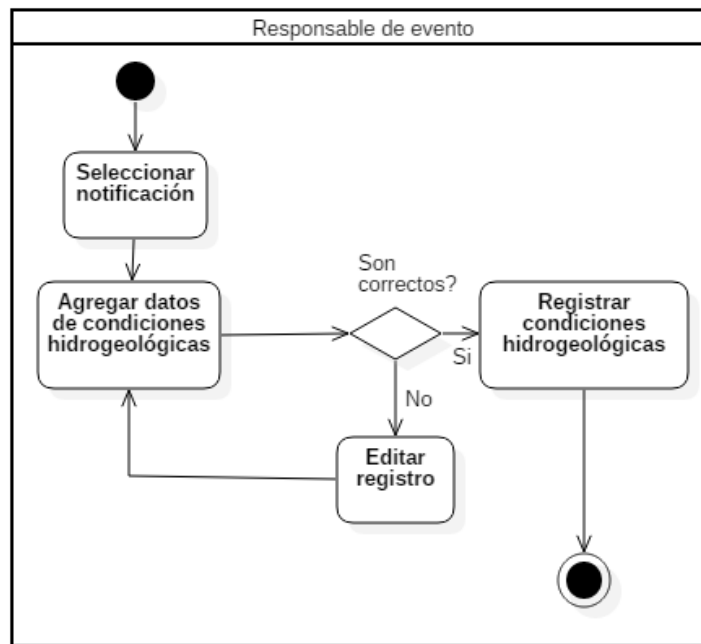 Responsable de evento
Seleccionar
notificación
Agregar datos
de condiciones
hidrogeológicas
Son
correctos?
Si
Registrar
condiciones
hidrogeológicas
No
Editar
registro